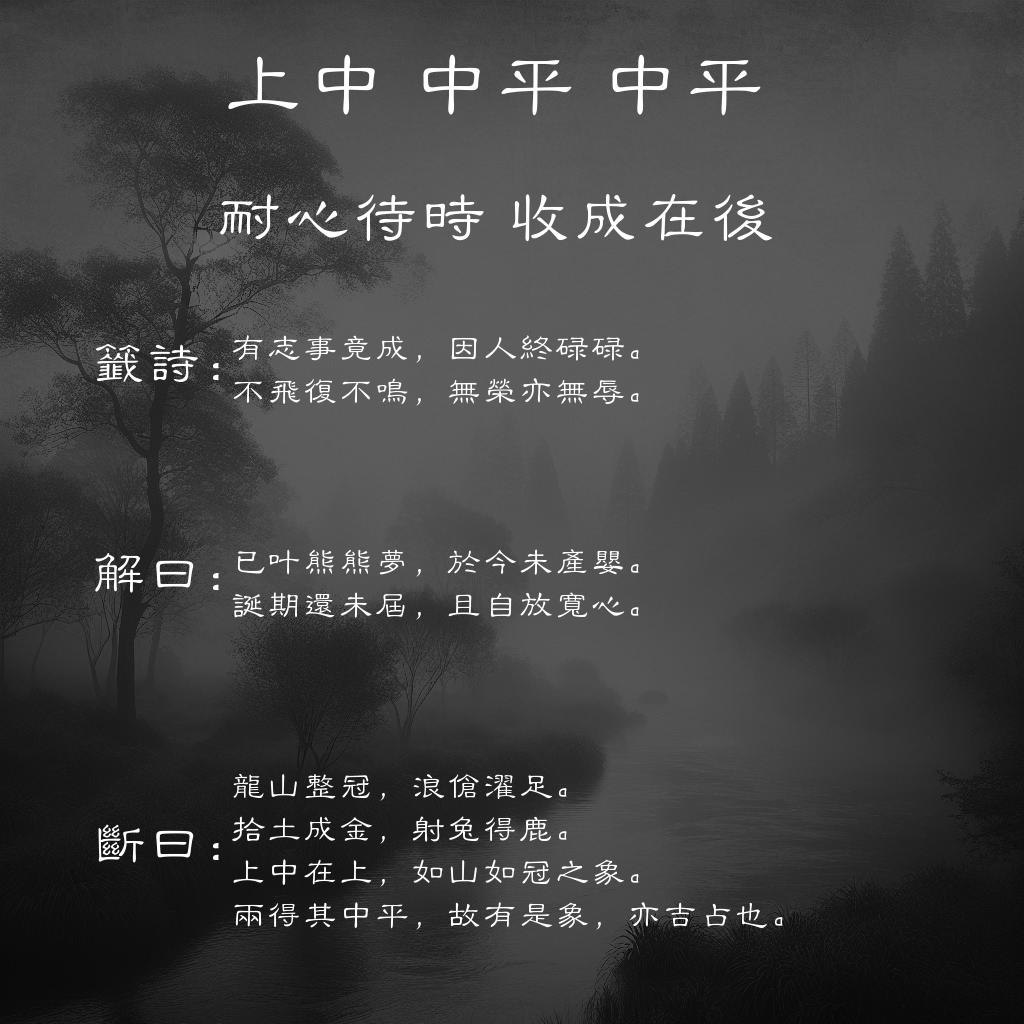 上中 中平 中平
耐心待時 收成在後
籤詩:
有志事竟成，因人終碌碌。
不飛復不鳴，無榮亦無辱。
解曰:
已叶熊熊夢，於今未產嬰。
誕期還未屆，且自放寬心。
斷曰:
龍山整冠，浪傖濯足。
拾土成金，射兔得鹿。
上中在上，如山如冠之象。
兩得其中平，故有是象，亦吉占也。